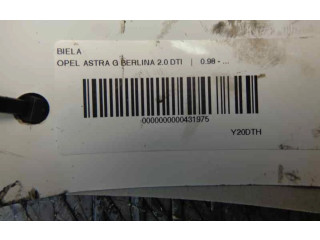 BIELA
OPEL ASTRA G BERLINA 2.0 DTI | 0.98 - ...
0000000000431975
Y20DTH